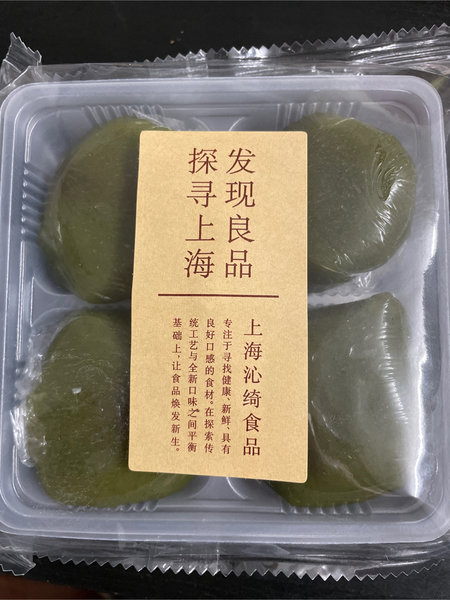 发现良品
探寻上海
上海沁绮食品
专注于寻找健康、新鲜、具有
良好口感的食材。在探索传
统工艺与全新口味之间平衡
基础上，让食品焕发新生。